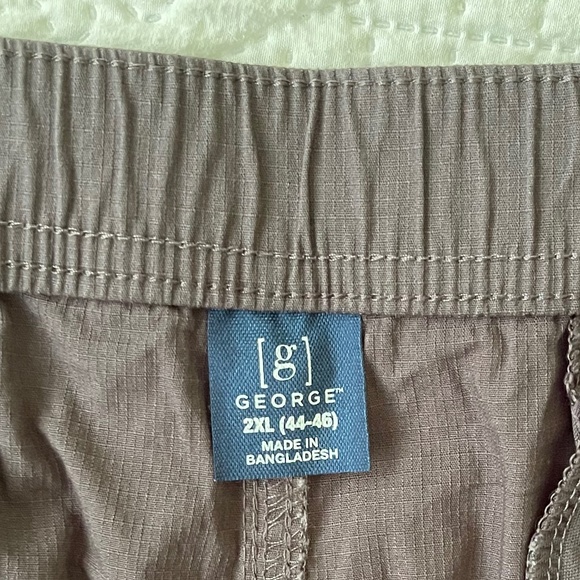 [g]
GEORGE™
2XL (44-46)
MADE IN
BANGLADESH